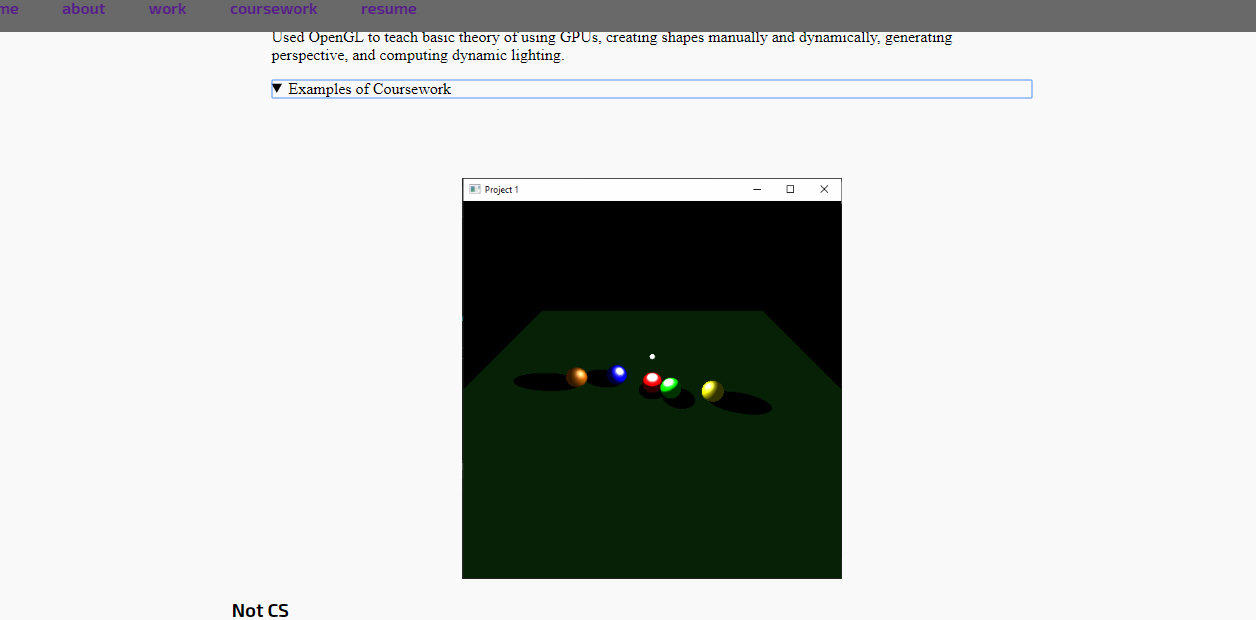 me about work coursework resume
Used OpenGL to teach basic theory of using GPUs, creating shapes manually and dynamically, generating
perspective, and computing dynamic lighting.
Examples of Coursework
Project 1
Not CS